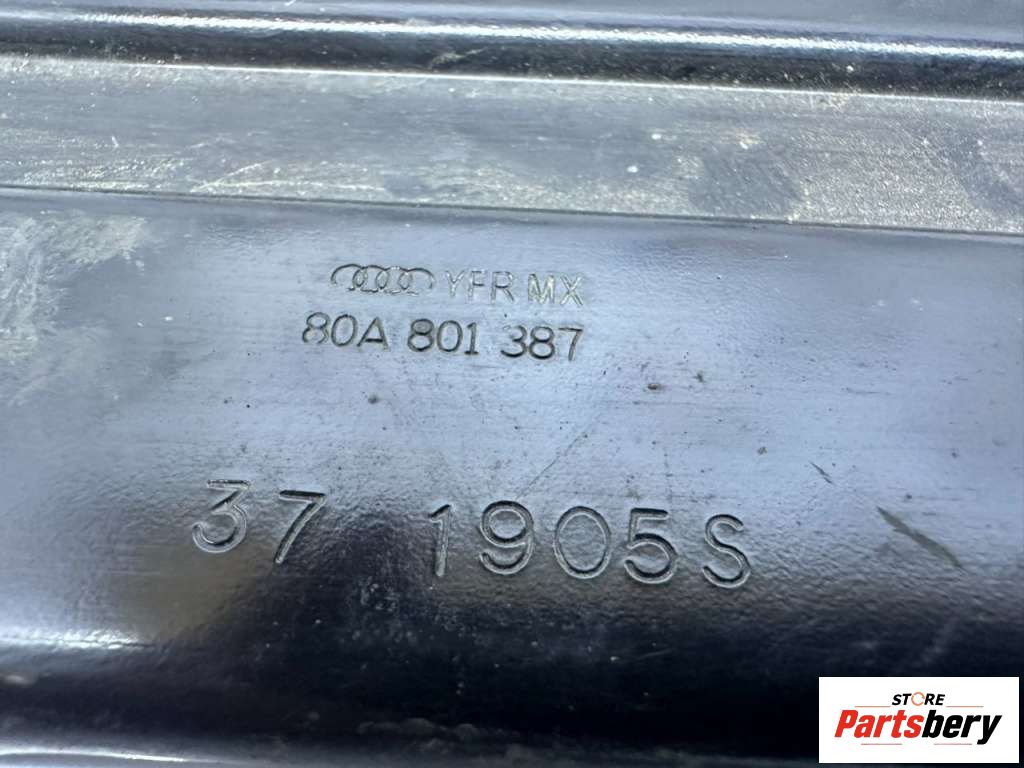 YFR MX
80A 801 387
37 1905S
STORE
Partsbery